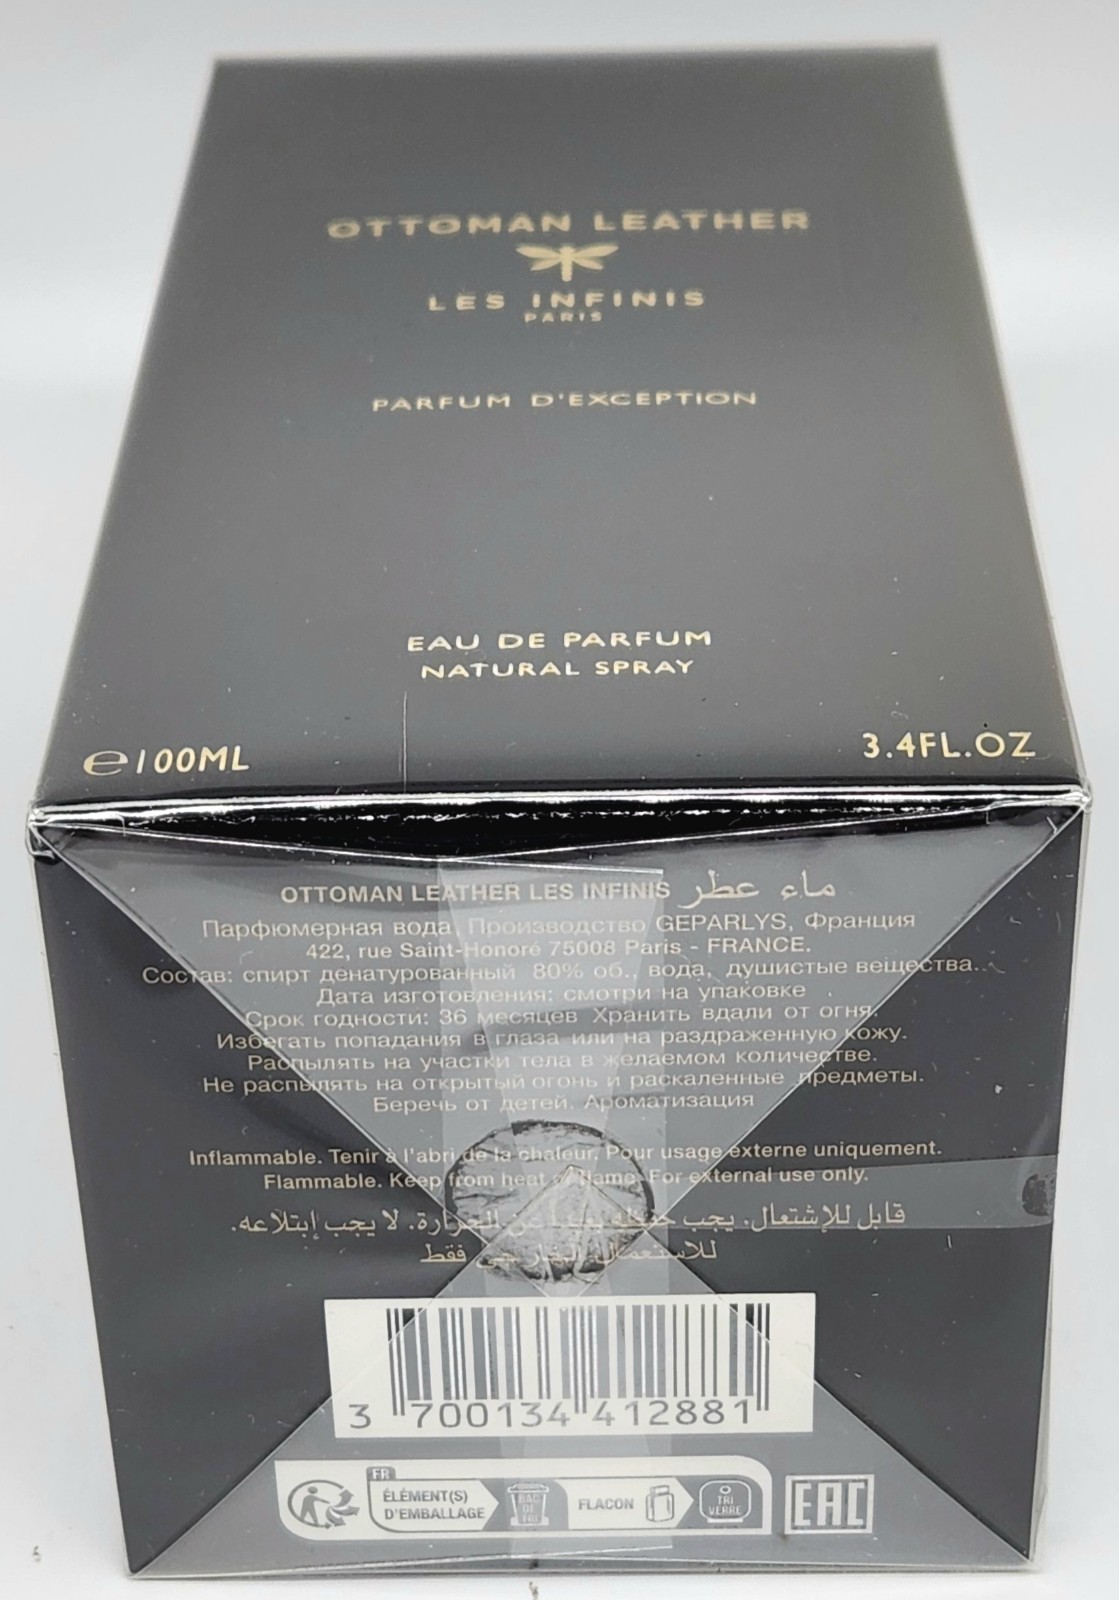 OTTOMAN LEATHER
LES INFINIS
PARIS
PARFUM D'EXCEPTION
EAU DE PARFUM
NATURAL SPRAY
e100ML
3.4FL.OZ
OTTOMAN LEATHER LES INFINIS ماء عطر
Парфюмерная вода, Производство GEPARLYS, Франция
422, rue Saint-Honoré 75008 Paris - FRANCE.
Состав: спирт денатурованный 80% об., вода, душистые вещества.
Дата изготовления: смотри на упаковке .
Срок годности: 36 месяцев Хранить вдали от огня.
Избегать попадания в глаза или на раздраженную кожу.
Распылять на участки тела в желаемом количестве.
Не распылять на открытый огонь и раскаленные предметы.
Беречь от детей. Ароматизация
Inflammable. Tenir à l'abri de la chaleur. Pour usage externe uniquement.
Flammable. Keep from heat flame. For external use only.
قابل للإشتعال. يجب عن الحرارة. لا يجب إبتلاعه.
للاستعمال الخارجي فقط
3 700134 412881
FR
ÉLÉMENT(S)
D'EMBALLAGE
BAC
DE
TRI
FLACON
TRI
VERRE
EAC